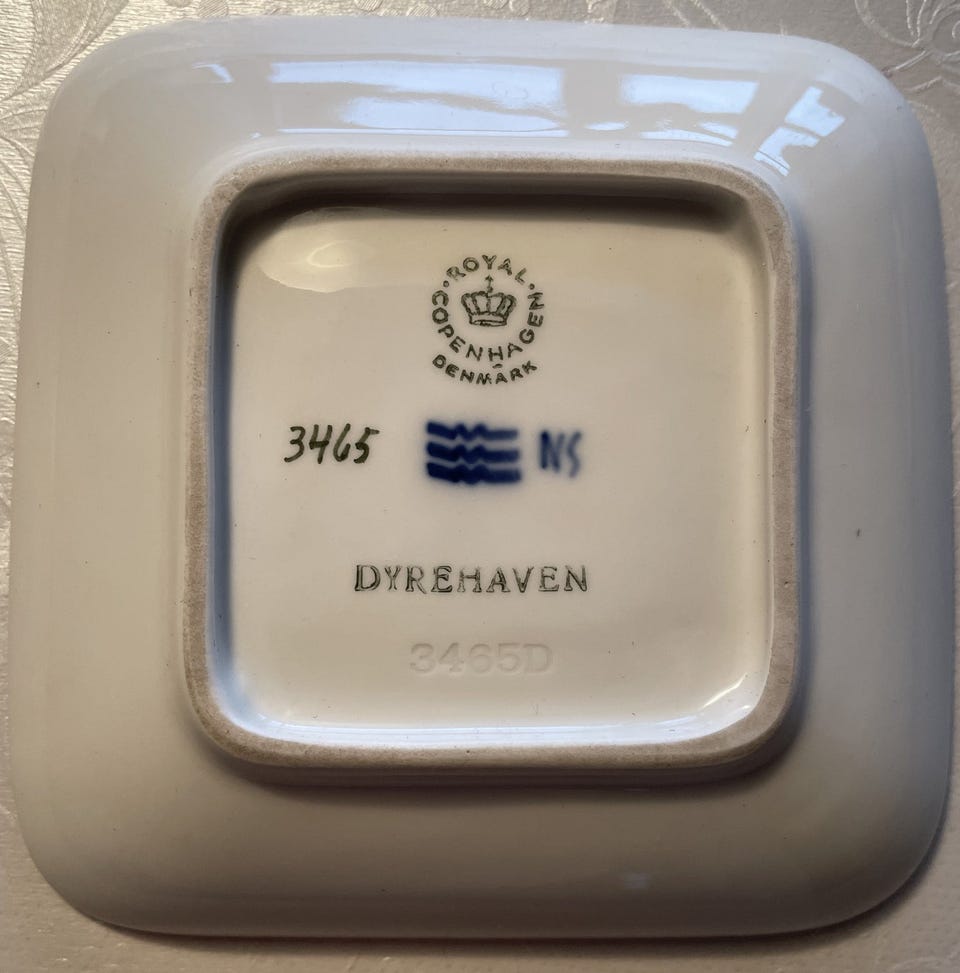 ROYAL
COPENHAGEN
DENMARK
3465 NS
DYREHAVEN
3465D